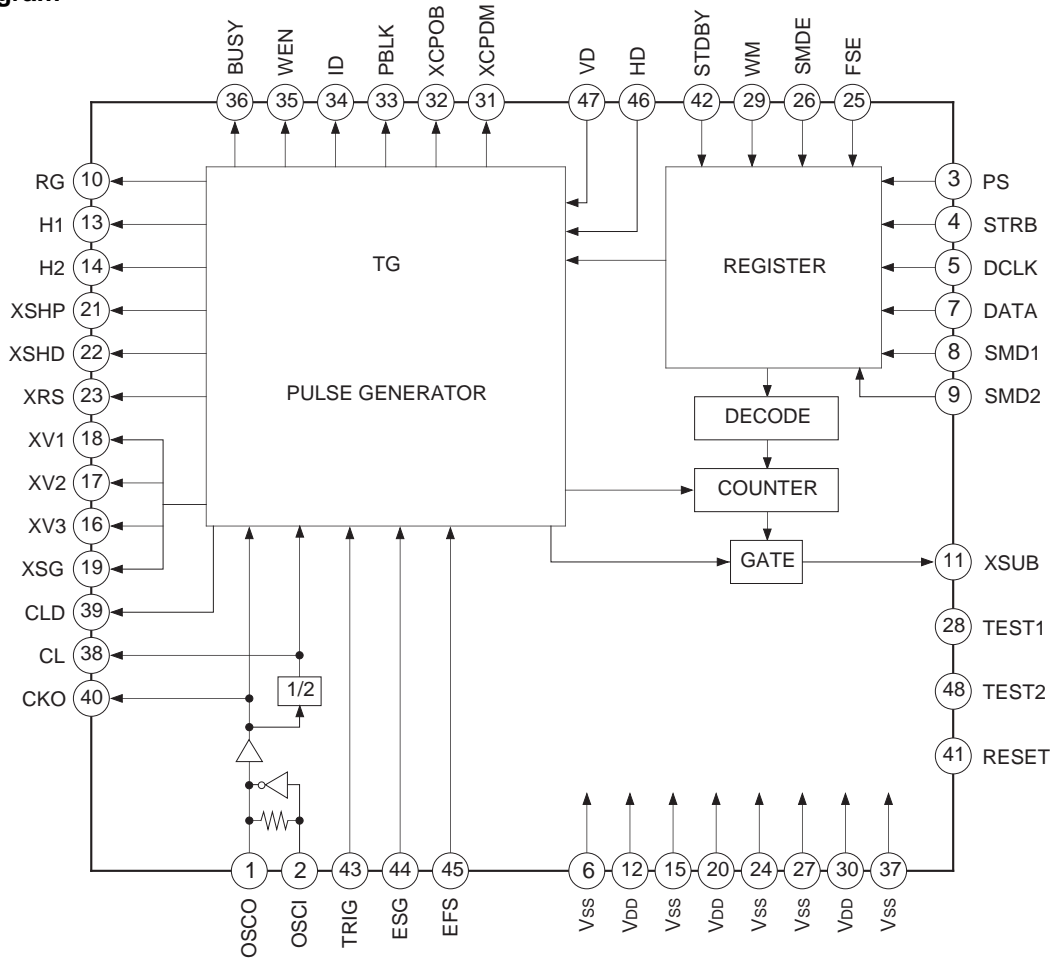 gram
BUSY WEN ID PBLK XCPOB XCPDM VD HD STDBY WM SMDE FSE
36 35 34 33 32 31 47 46 42 29 26 25
RG 10
3 PS
H1 13
4 STRB
H2 14
TG
REGISTER
5 DCLK
XSHP 21
7 DATA
XSHD 22
8 SMD1
XRS 23
PULSE GENERATOR
9 SMD2
DECODE
XV1 18
XV2 17
COUNTER
XV3 16
XSG 19
GATE
11 XSUB
CLD 39
28 TEST1
CL 38
1/2
CKO 40
48 TEST2
41 RESET
1 2 43 44 45 6 12 15 20 24 27 30 37
OSCO OSCI TRIG ESG EFS VSS VDD VSS VDD VSS VSS VDD VSS